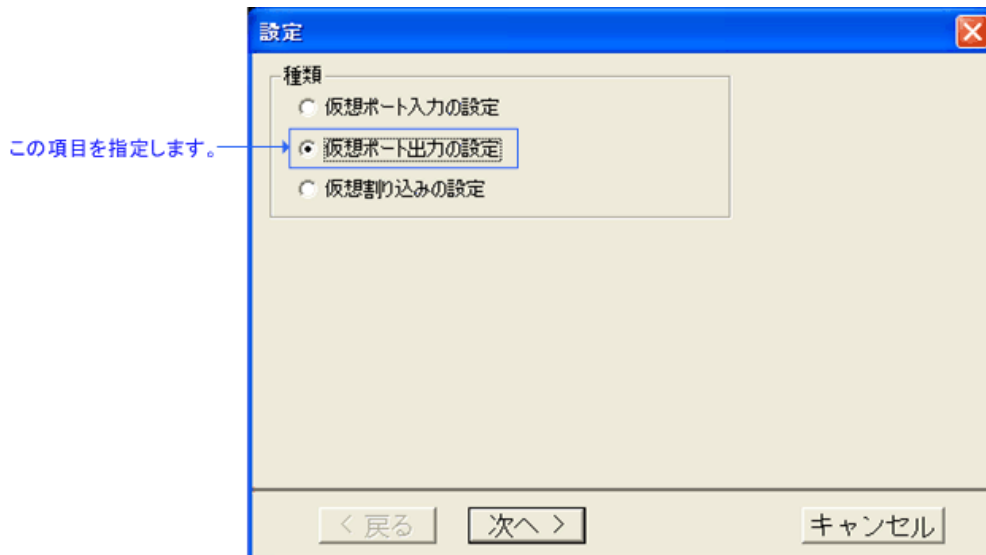 設定
種類
仮想ポート入力の設定
この項目を指定します。
仮想ポート出力の設定
仮想割り込みの設定
< 戻る
次へ >
キャンセル